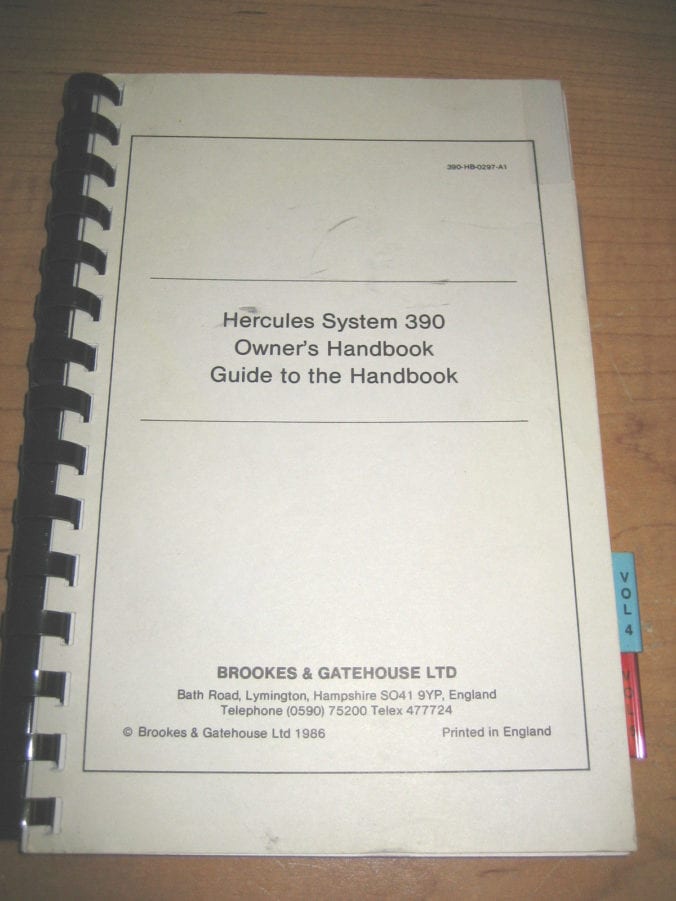 390-HB-0297-A1
Hercules System 390
Owner's Handbook
Guide to the Handbook
VOL 4
BROOKES & GATEHOUSE LTD
Bath Road, Lymington, Hampshire SO41 9YP, England
Telephone (0590) 75200 Telex 477724
© Brookes & Gatehouse Ltd 1986
Printed in England